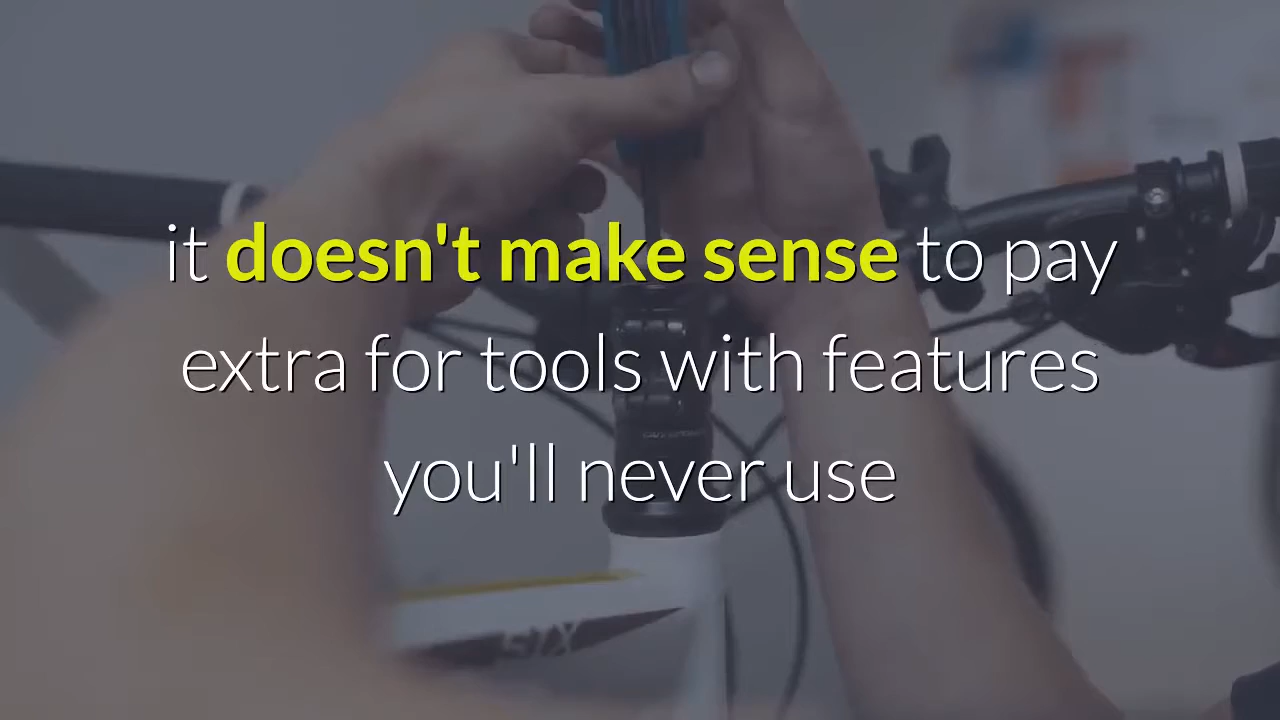 it doesn't make sense to pay
extra for tools with features
you'll never use